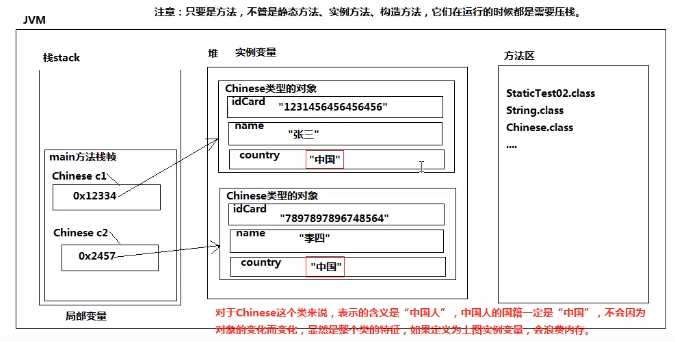 注意：只要是方法，不管是静态方法、实例方法、构造方法，它们在运行的时候都是需要压栈。
JVM
栈stack
堆 实例变量
方法区
Chinese类型的对象
idCard "1231456456456456"
name
"张三"
country "中国"
StaticTest02.class
String.class
Chinese.class
....
main方法栈帧
Chinese c1
0x12334
Chinese c2
0x2457
局部变量
Chinese类型的对象
idCard
"7897897896748564"
name
"李四"
country "中国"
对于Chinese这个类来说，表示的含义是“中国人”，中国人的国籍一定是“中国”，不会因为
对象的变化而变化，显然是整个类的特征，如果定义为上图实例变量，会浪费内存。